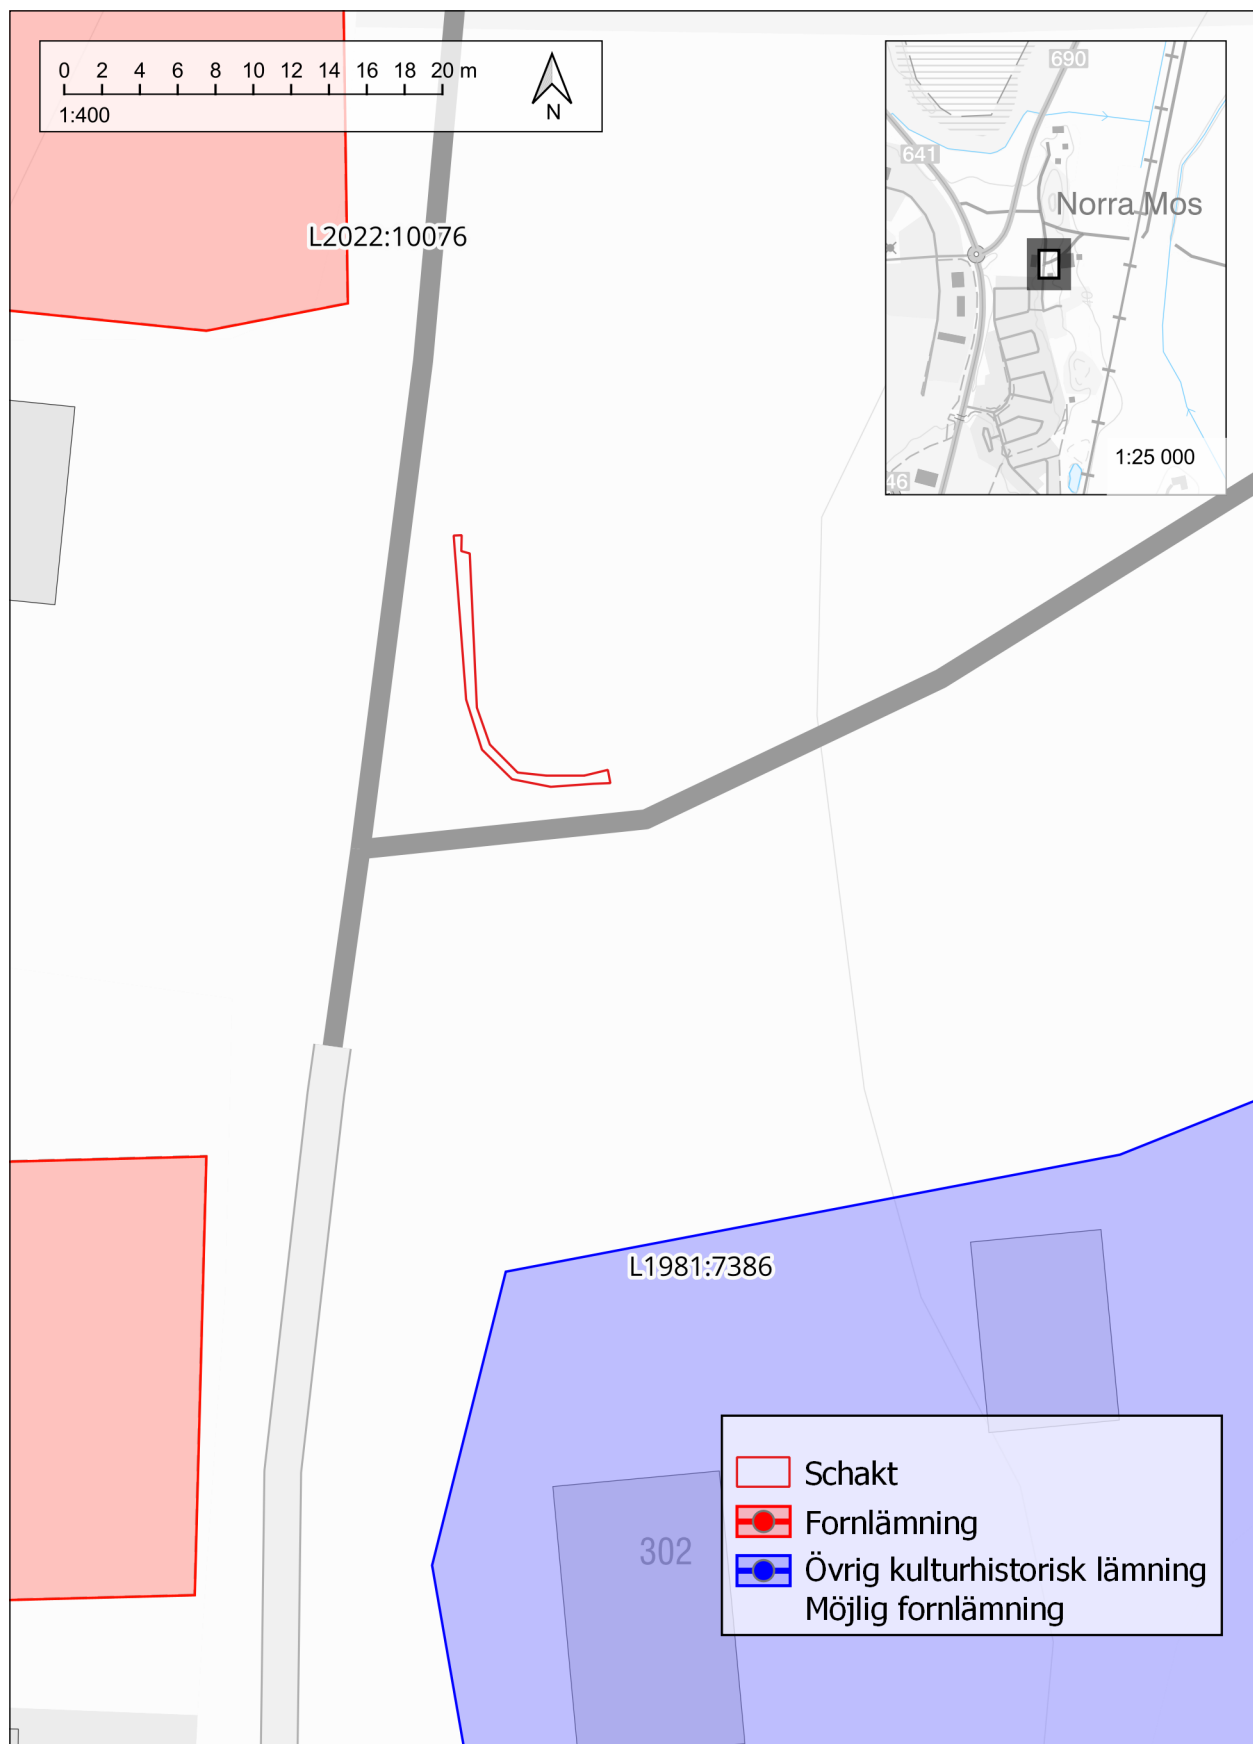 0 2 4 6 8 10 12 14 16 18 20 m
1:400
N
690
641
Norra Mos
46
1:25 000
L2022:10076
L1981:7386
302
Schakt
Fornlämning
Övrig kulturhistorisk lämning
Möjlig fornlämning